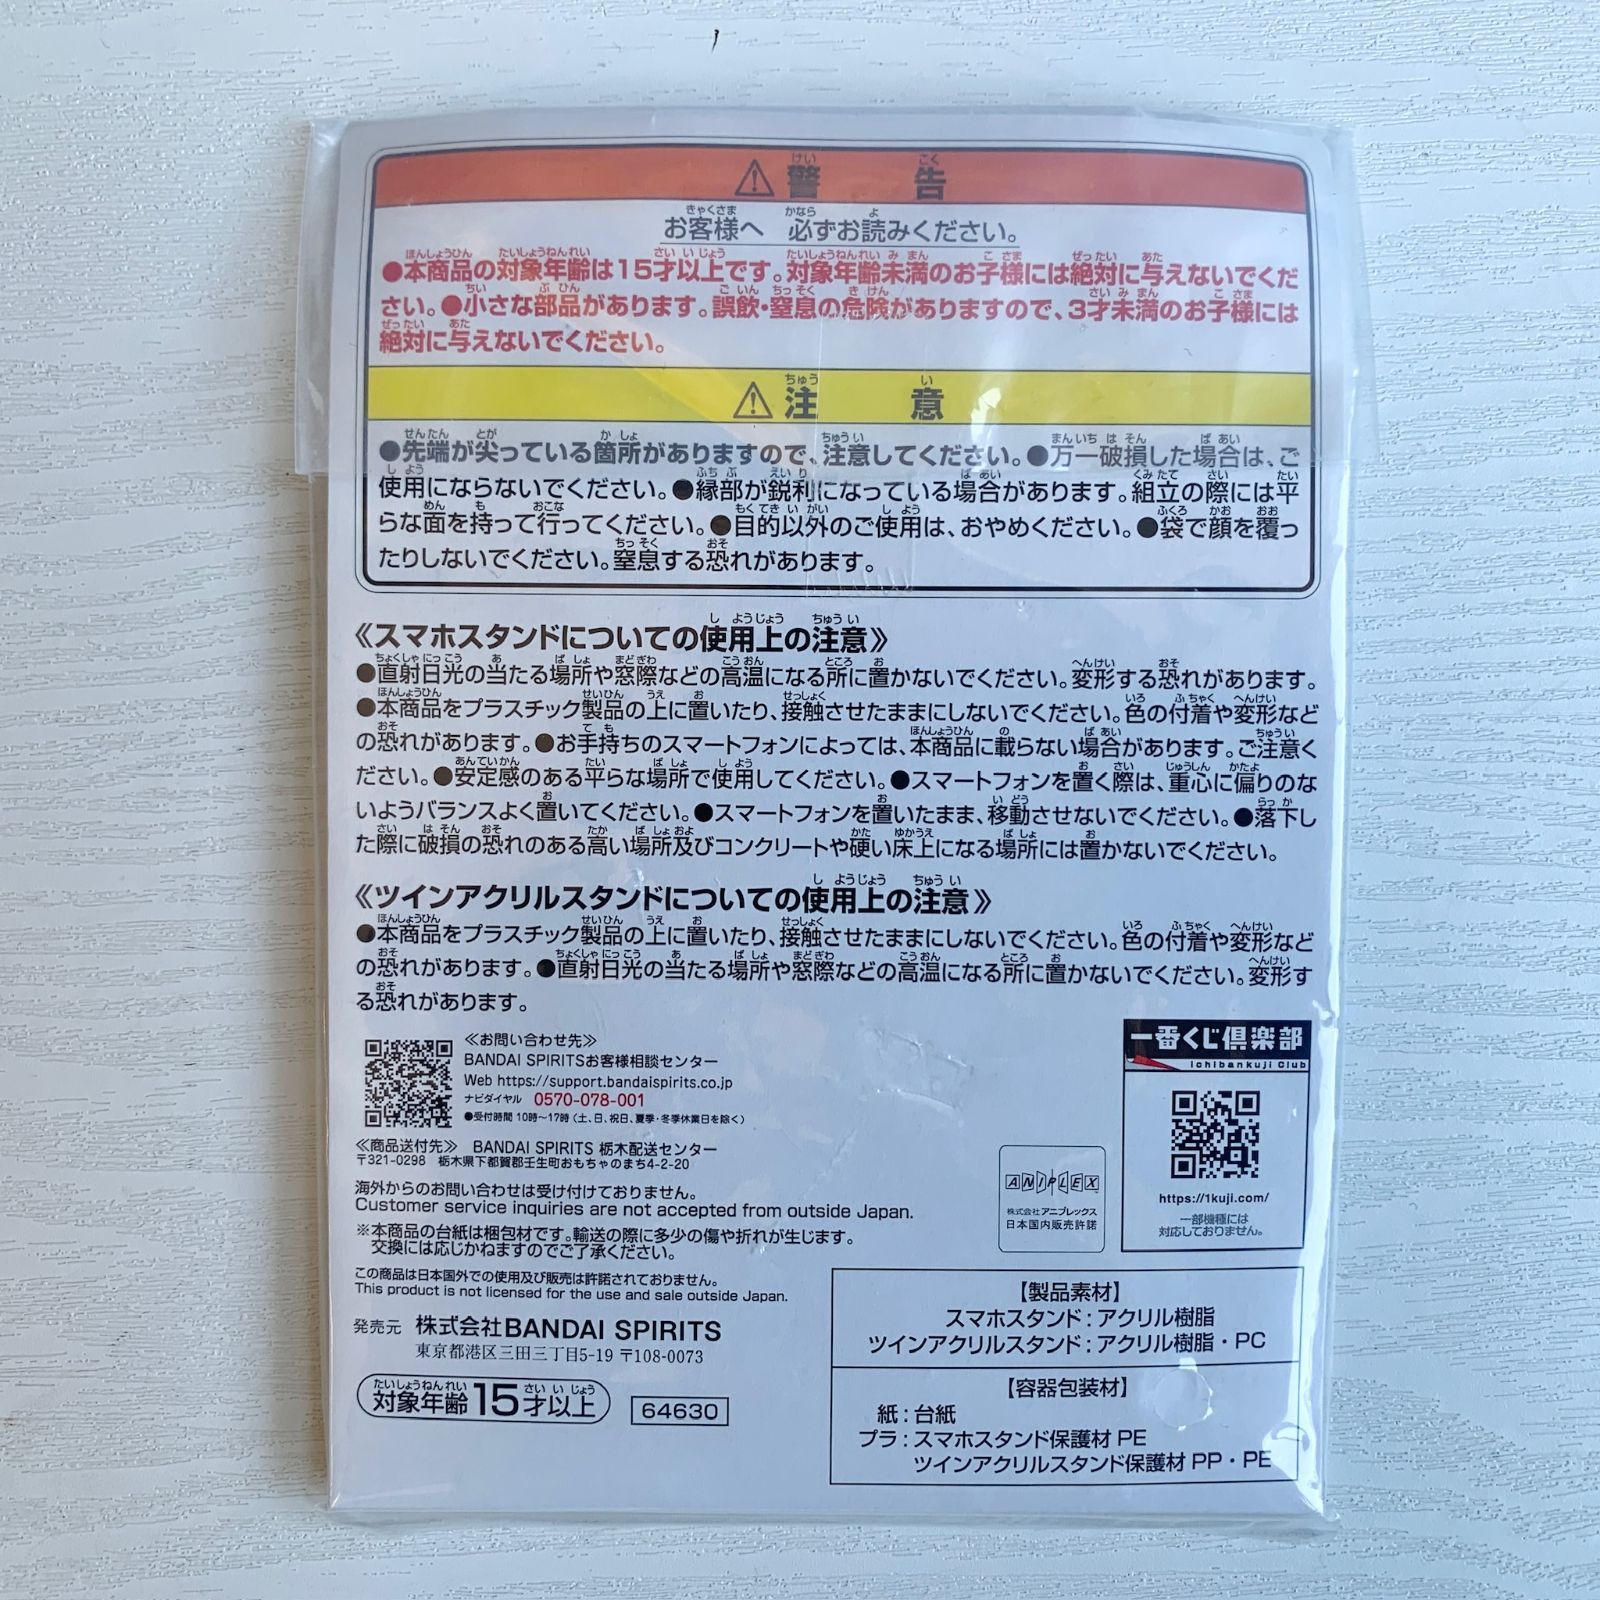 ⚠警告
お客様へ 必ずお読みください。
●本商品の対象年齢は15才以上です。対象年齢未満のお子様には絶対に与えないでくだ
さい。●小さな部品があります。誤飲・窒息の危険がありますので、3才未満のお子様には
絶対に与えないでください。
⚠注意
●先端が尖っている箇所がありますので、注意してください。●万一破損した場合は、ご
使用にならないでください。●縁部が鋭利になっている場合があります。組立の際には平
らな面を持って行ってください。●目的以外のご使用は、おやめください。●袋で顔を覆っ
たりしないでください。窒息する恐れがあります。
《スマホスタンドについての使用上の注意》
●直射日光の当たる場所や窓際などの高温になる所に置かないでください。変形する恐れがあります。
●本商品をプラスチック製品の上に置いたり、接触させたままにしないでください。色の付着や変形など
の恐れがあります。●お手持ちのスマートフォンによっては、本商品に載らない場合があります。ご注意く
ださい。●安定感のある平らな場所で使用してください。●スマートフォンを置く際は、重心に偏りのな
いようバランスよく置いてください。●スマートフォンを置いたまま、移動させないでください。●落下し
た際に破損の恐れのある高い場所及びコンクリートや硬い床上になる場所には置かないでください。
《ツインアクリルスタンドについての使用上の注意》
●本商品をプラスチック製品の上に置いたり、接触させたままにしないでください。色の付着や変形など
の恐れがあります。●直射日光の当たる場所や窓際などの高温になる所に置かないでください。変形す
る恐れがあります。
≪お問い合わせ先≫
BANDAI SPIRITSお客様相談センター
Web https://support.bandaispirits.co.jp
ナビダイヤル 0570-078-001
●受付時間 10時〜17時（土、日、祝日、夏季・冬季休業日を除く）
≪商品送付先≫ BANDAI SPIRITS 栃木配送センター
〒321-0298 栃木県下都賀郡壬生町おもちゃのまち4-2-20
海外からのお問い合わせは受け付けておりません。
Customer service inquiries are not accepted from outside Japan.
※本商品の台紙は梱包材です。輸送の際に多少の傷や折れが生じます。
交換には応じかねますのでご了承ください。
この商品は日本国外での使用及び販売は許諾されておりません。
This product is not licensed for the use and sale outside Japan.
発売元 株式会社BANDAI SPIRITS
東京都港区三田三丁目5-19 〒108-0073
対象年齢15才以上
64630
ANIPLEX
株式会社 アニプレックス
日本国内販売許諾
一番くじ倶楽部
ichibankuji Club
https://1kuji.com/
一部機種には
対応しておりません。
【製品素材】
スマホスタンド：アクリル樹脂
ツインアクリルスタンド：アクリル樹脂・PC
【容器包装材】
紙：台紙
プラ：スマホスタンド保護材 PE
ツインアクリルスタンド保護材 PP・PE